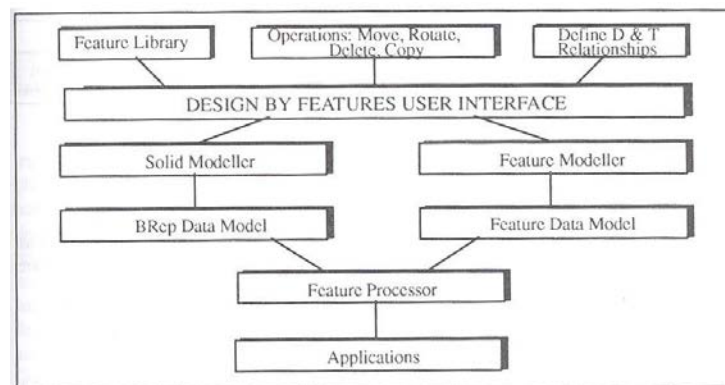 Feature Library
Operations: Move, Rotate,
Delete, Copy
Define D & T
Relationships
DESIGN BY FEATURES USER INTERFACE
Solid Modeller
Feature Modeller
BRep Data Model
Feature Data Model
Feature Processor
Applications